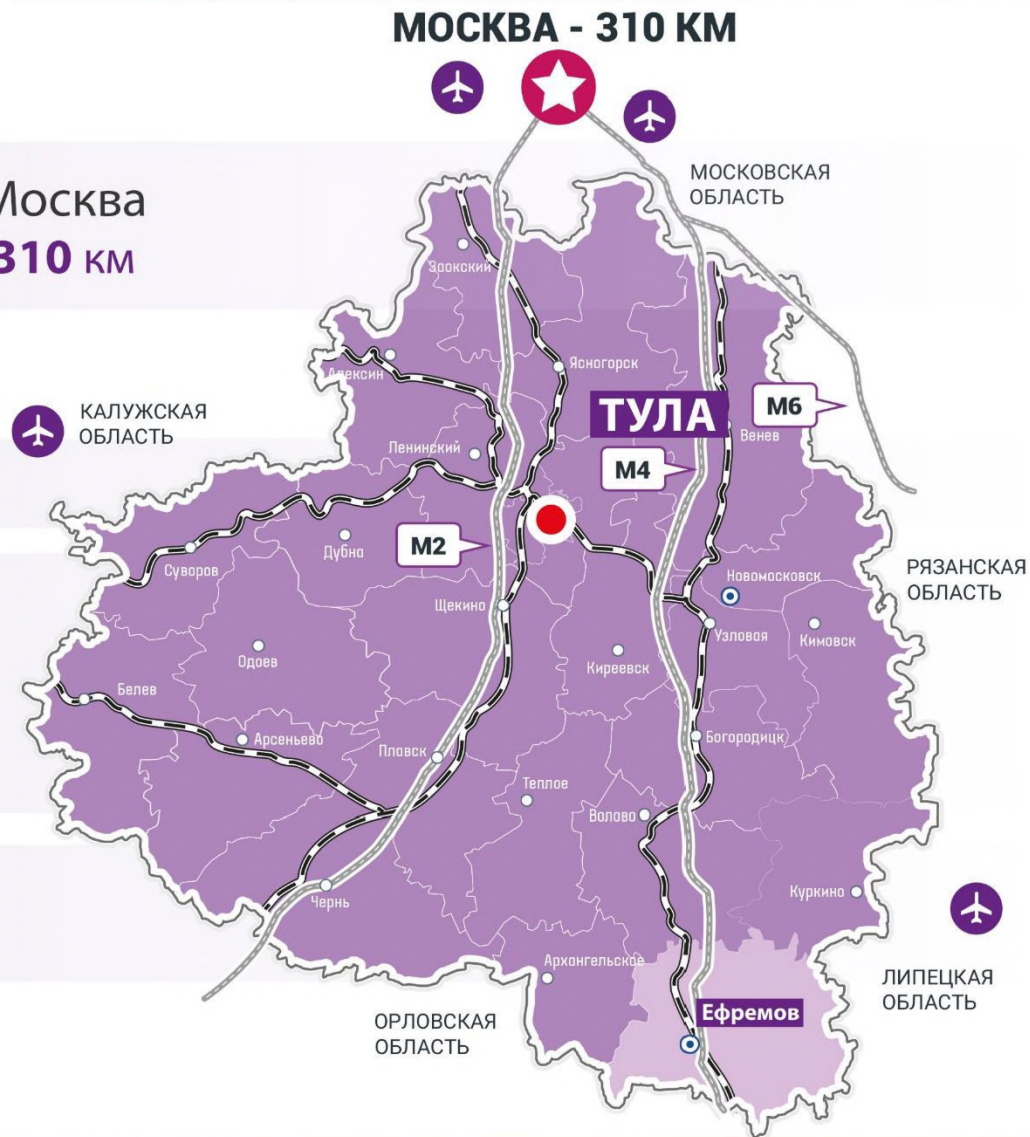 МОСКВА - 310 КМ
МОСКОВСКАЯ
ОБЛАСТЬ
Москва
310 км
Заокский
Ясногорск
Алексин
ТУЛА
М6
КАЛУЖСКАЯ
ОБЛАСТЬ
Венев
Ленинский
М4
М2
Дубна
Суворов
Новомосковск
РЯЗАНСКАЯ
ОБЛАСТЬ
Щекино
Узловая
Кимовск
Одоев
Киреевск
Белев
Арсеньево
Богородицк
Плавск
Теплое
Волово
Чернь
Куркино
Архангельское
ЛИПЕЦКАЯ
ОБЛАСТЬ
Ефремов
ОРЛОВСКАЯ
ОБЛАСТЬ